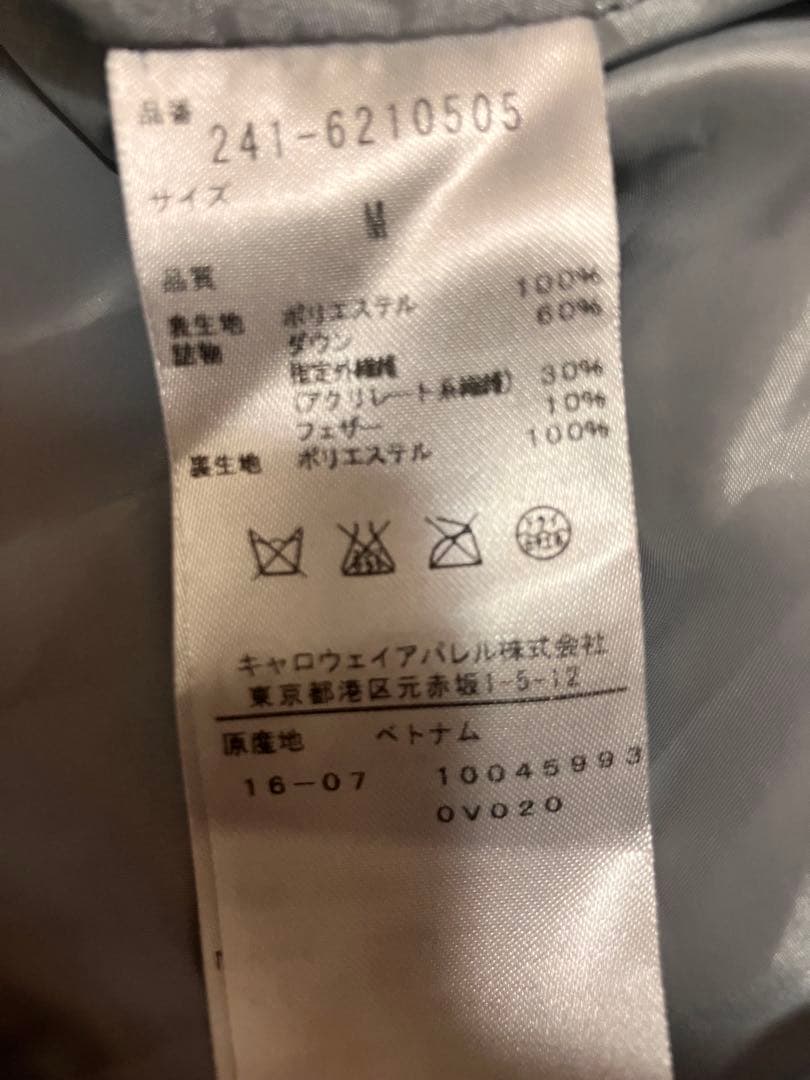 品番 241-6210505
サイズ M
品質
表生地 ポリエステル 100%
詰物 ダウン 60%
指定外繊維
(アクリレート系繊維) 30%
フェザー 10%
裏生地 ポリエステル 100%
ドライ
キャロウェイアパレル株式会社
東京都港区元赤坂1-5-12
原産地 ベトナム
16-07 10045993
0V020